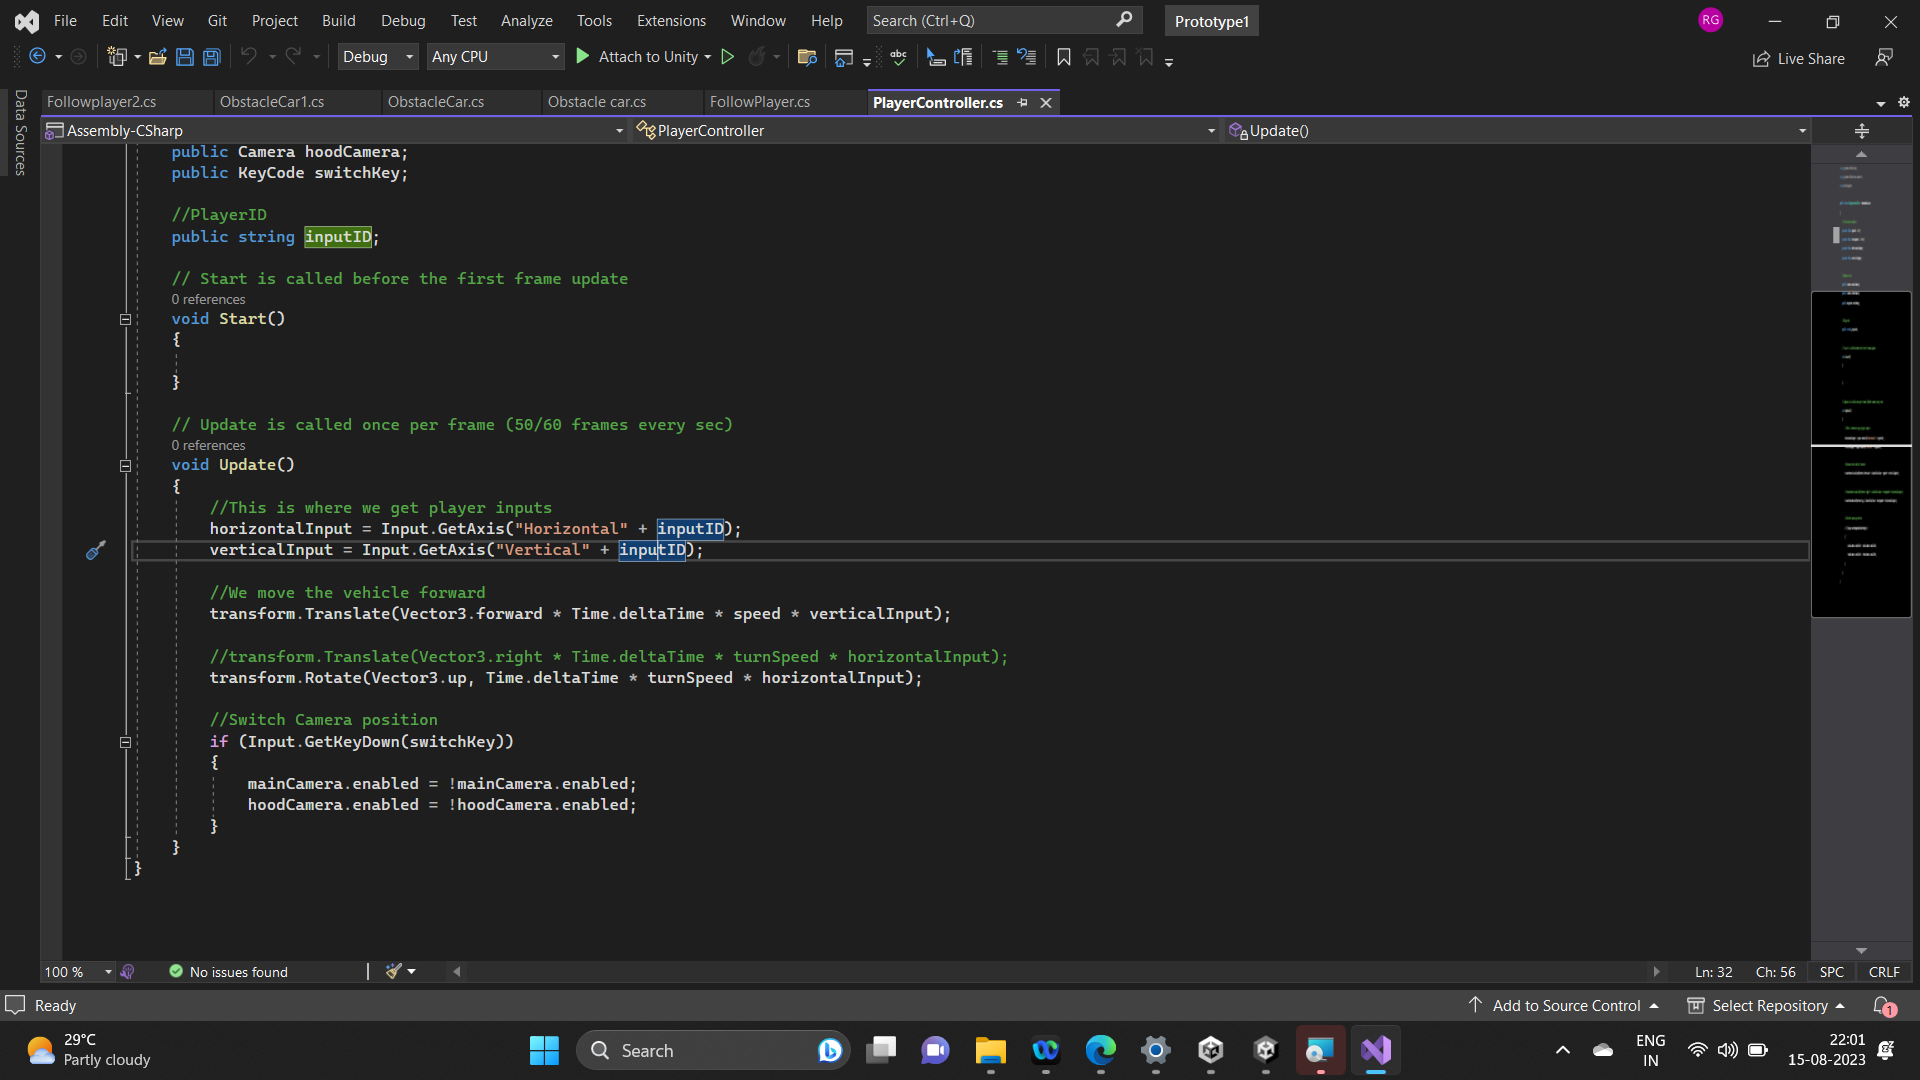 File Edit View Git Project Build Debug Test Analyze Tools Extensions Window Help Search (Ctrl+Q) Prototype1 RG
Debug Any CPU Attach to Unity abc Live Share
Data Sources
Followplayer2.cs ObstacleCar1.cs ObstacleCar.cs Obstacle car.cs FollowPlayer.cs PlayerController.cs
Assembly-CSharp PlayerController Update()
public Camera hoodCamera;
public KeyCode switchKey;
//PlayerID
public string inputID;
// Start is called before the first frame update
0 references
void Start()
{
}
// Update is called once per frame (50/60 frames every sec)
0 references
void Update()
{
//This is where we get player inputs
horizontalInput = Input.GetAxis("Horizontal" + inputID);
verticalInput = Input.GetAxis("Vertical" + inputID);
//We move the vehicle forward
transform.Translate(Vector3.forward * Time.deltaTime * speed * verticalInput);
//transform.Translate(Vector3.right * Time.deltaTime * turnSpeed * horizontalInput);
transform.Rotate(Vector3.up, Time.deltaTime * turnSpeed * horizontalInput);
//Switch Camera position
if (Input.GetKeyDown(switchKey))
{
mainCamera.enabled = !mainCamera.enabled;
hoodCamera.enabled = !hoodCamera.enabled;
}
}
}
100 % No issues found Ln: 32 Ch: 56 SPC CRLF
Ready Add to Source Control Select Repository 1
29°C
Partly cloudy
Search
ENG
IN
22:01
15-08-2023